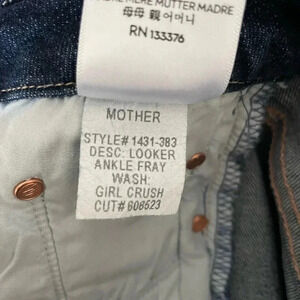 MÈRE MUTTER MADRE
母母 親 어머니
RN 133376
MOTHER
STYLE# 1431-383
DESC: LOOKER
ANKLE FRAY
WASH:
GIRL CRUSH
CUT# 608523